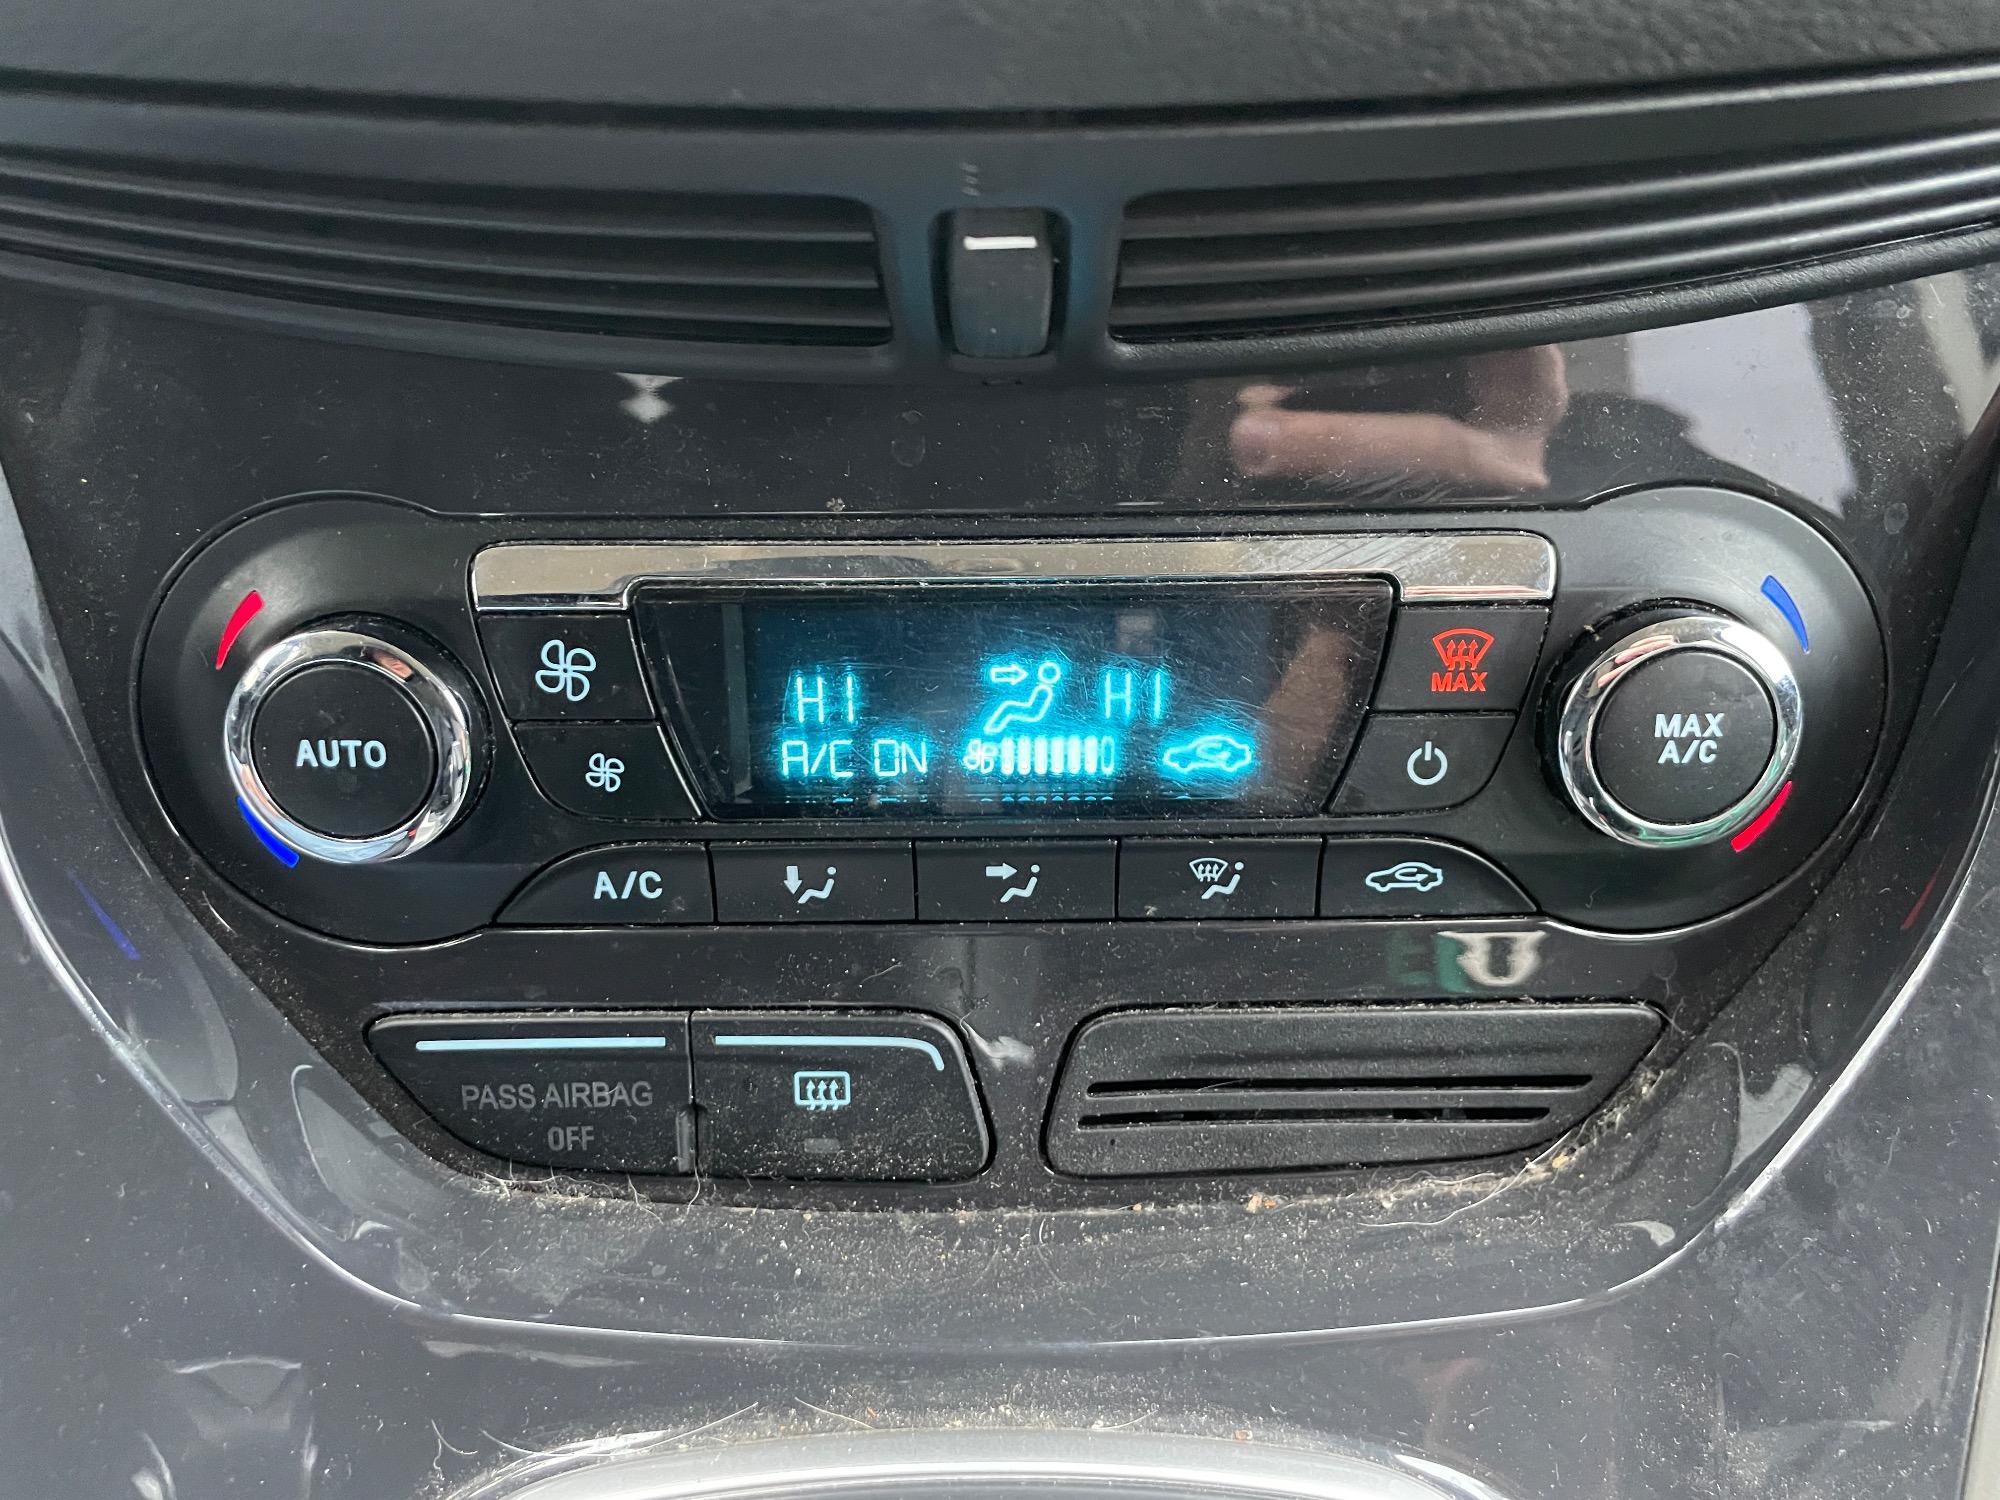 MAX
HI HI
AUTO
A/C ON
MAX
A/C
A/C
PASS AIRBAG
OFF